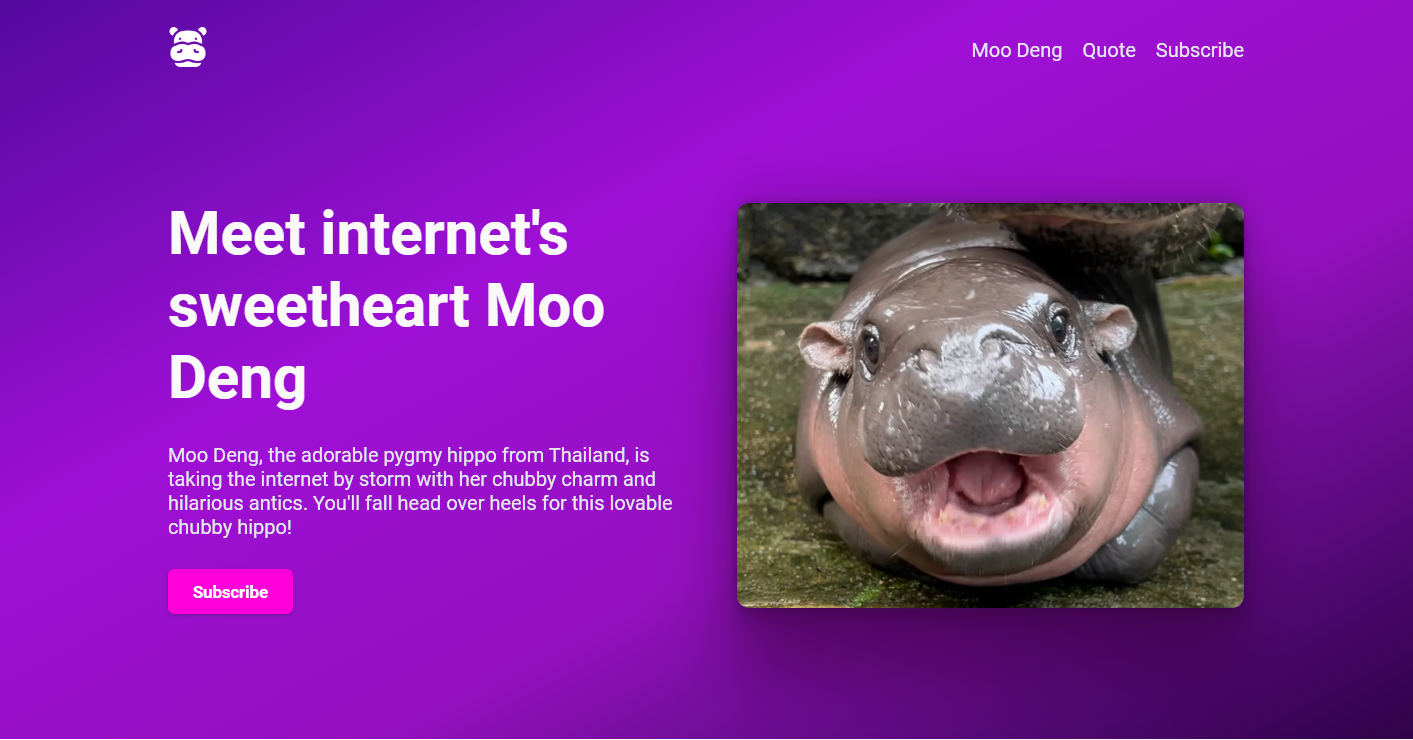 Moo Deng Quote Subscribe
Meet internet's
sweetheart Moo
Deng
Moo Deng, the adorable pygmy hippo from Thailand, is
taking the internet by storm with her chubby charm and
hilarious antics. You'll fall head over heels for this lovable
chubby hippo!
Subscribe